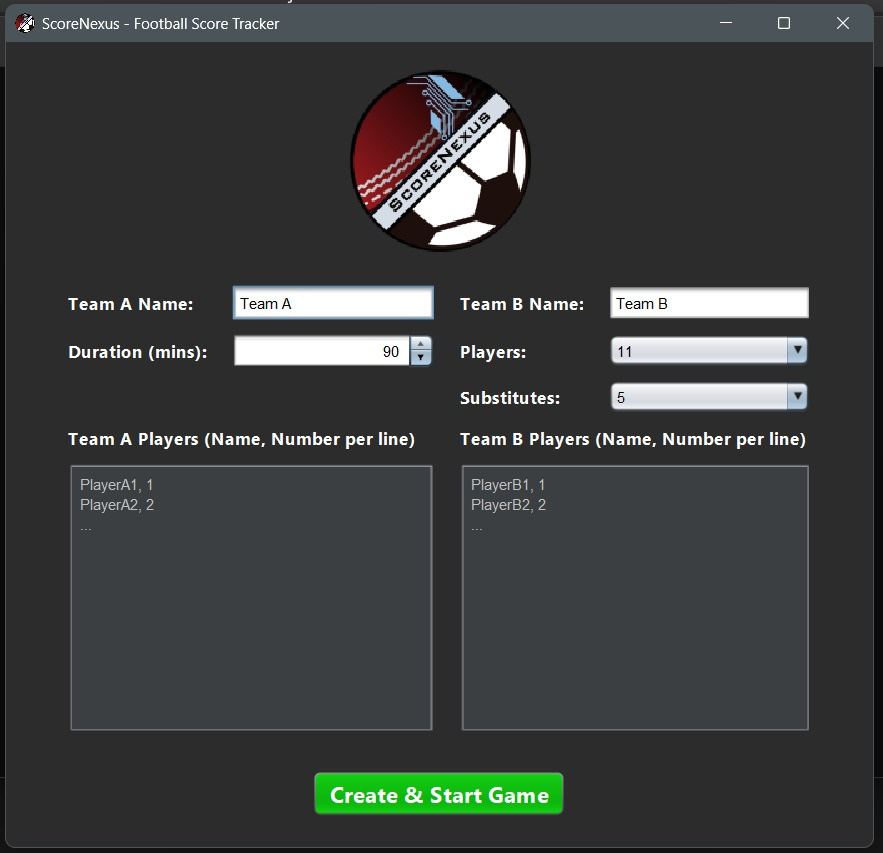 ScoreNexus - Football Score Tracker
ScoreNexus
Team A Name: Team A Team B Name: Team B
Duration (mins): 90 Players: 11
Substitutes: 5
Team A Players (Name, Number per line) Team B Players (Name, Number per line)
PlayerA1, 1 PlayerB1, 1
PlayerA2, 2 PlayerB2, 2
... ...
Create & Start Game